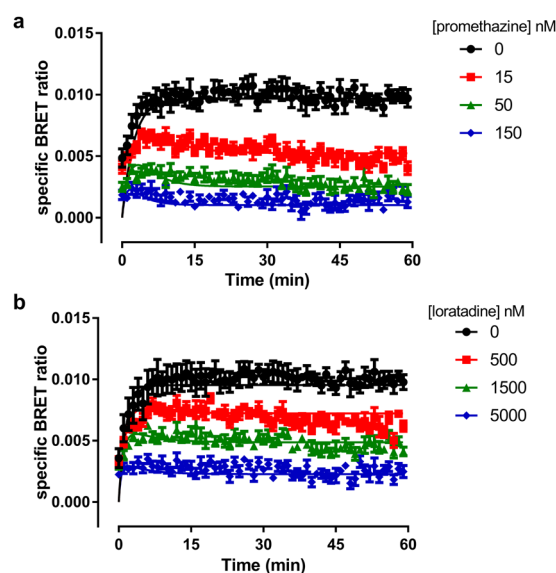 a
[promethazine] nM
0
15
50
150
specific BRET ratio
0.015
0.010
0.005
0.000
0 15 30 45 60
Time (min)
b
[loratadine] nM
0
500
1500
5000
specific BRET ratio
0.015
0.010
0.005
0.000
0 15 30 45 60
Time (min)